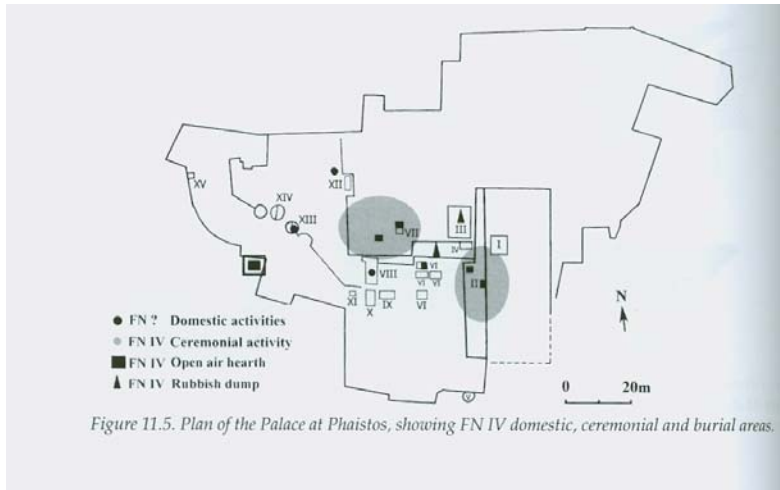 XV
XII
XIV
XIII
VII
III
IV
I
VIII
VI
VI
VI
II
XI
X
IX
VI
N
FN ? Domestic activities
FN IV Ceremonial activity
FN IV Open air hearth
FN IV Rubbish dump
0 20m
V
Figure 11.5. Plan of the Palace at Phaistos, showing FN IV domestic, ceremonial and burial areas.